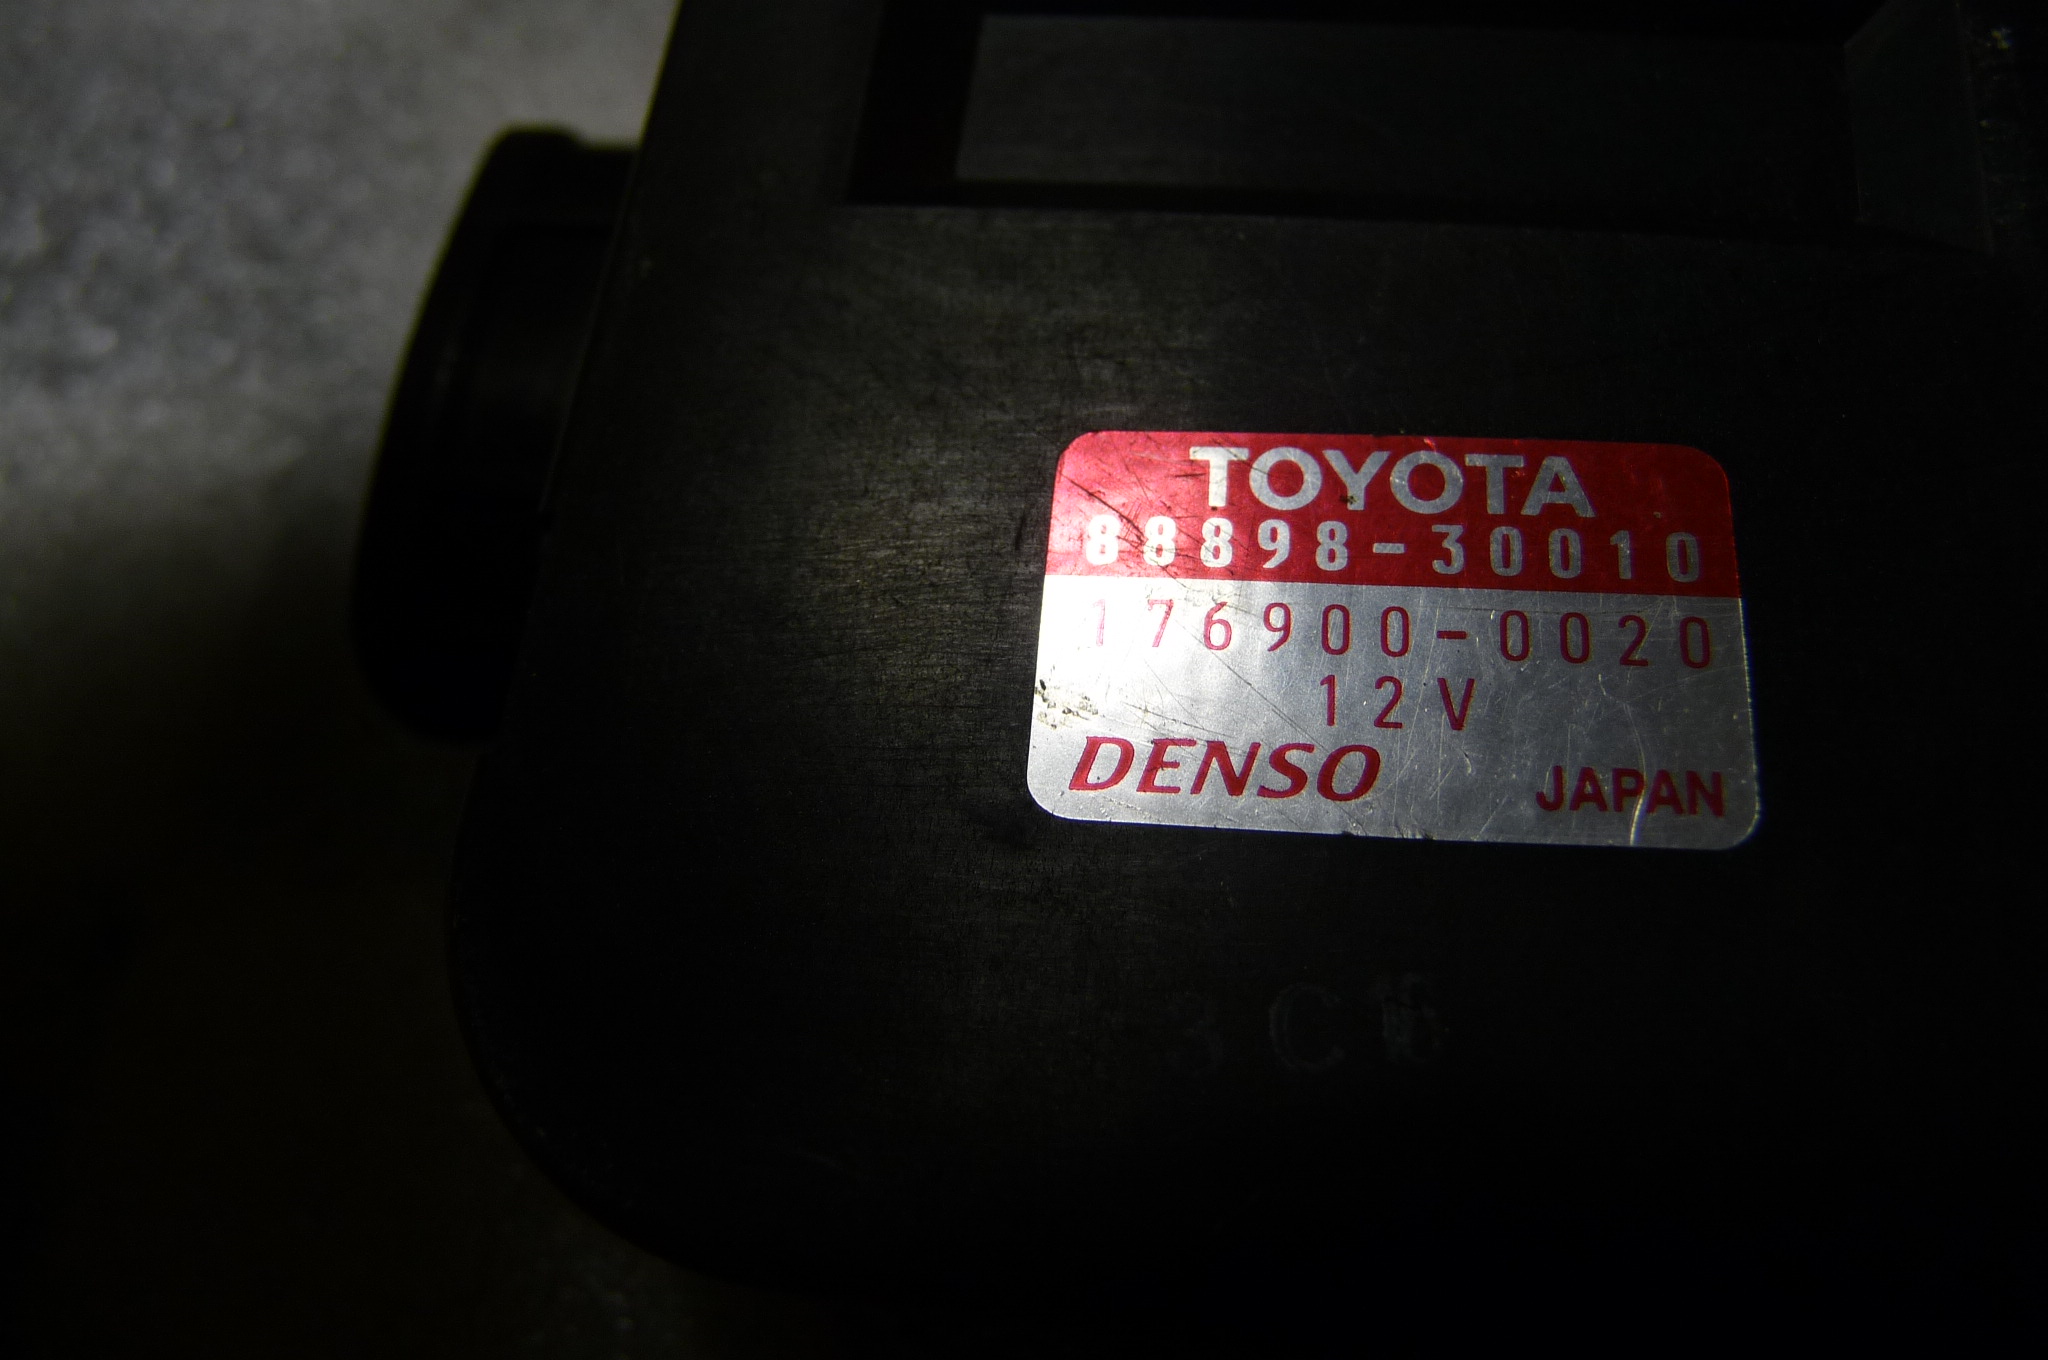 TOYOTA
88898-30010
176900-0020
12V
DENSO JAPAN